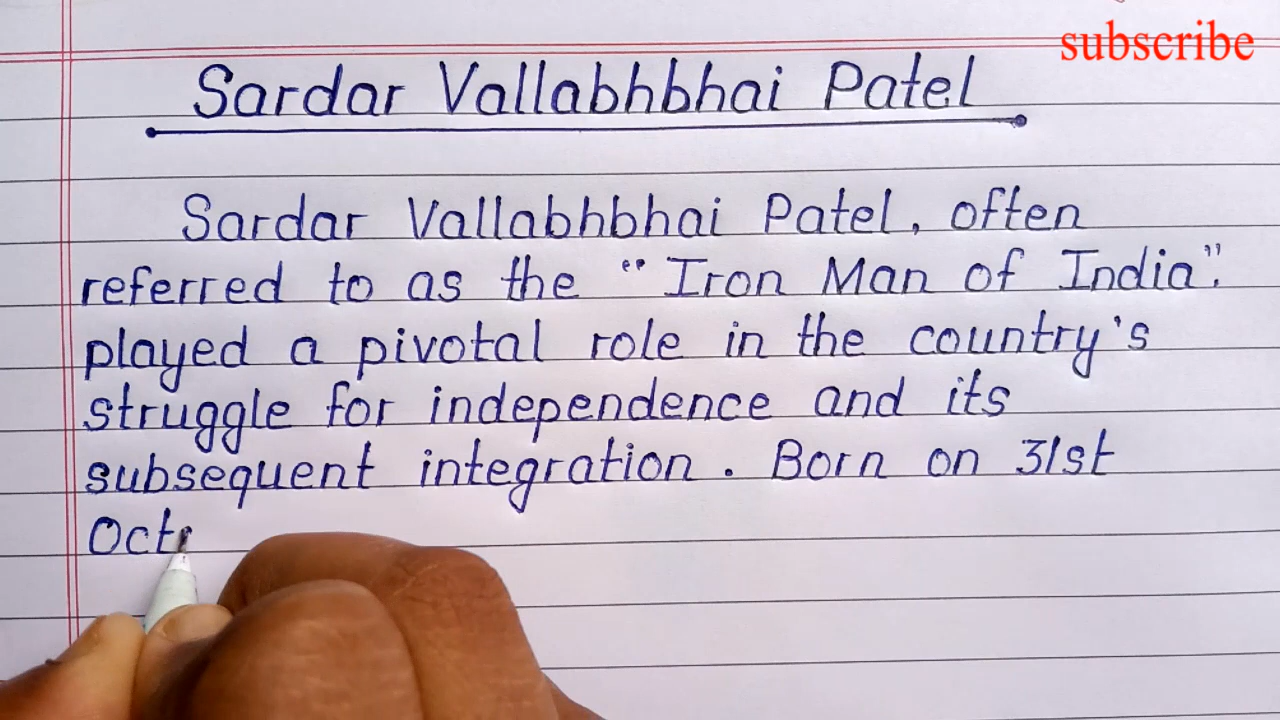 subscribe
Sardar Vallabhbhai Patel
Sardar Vallabhbhai Patel, often
referred to as the "Iron Man of India".
played a pivotal role in the country's
struggle for independence and its
subsequent integration. Born on 31st
Oct